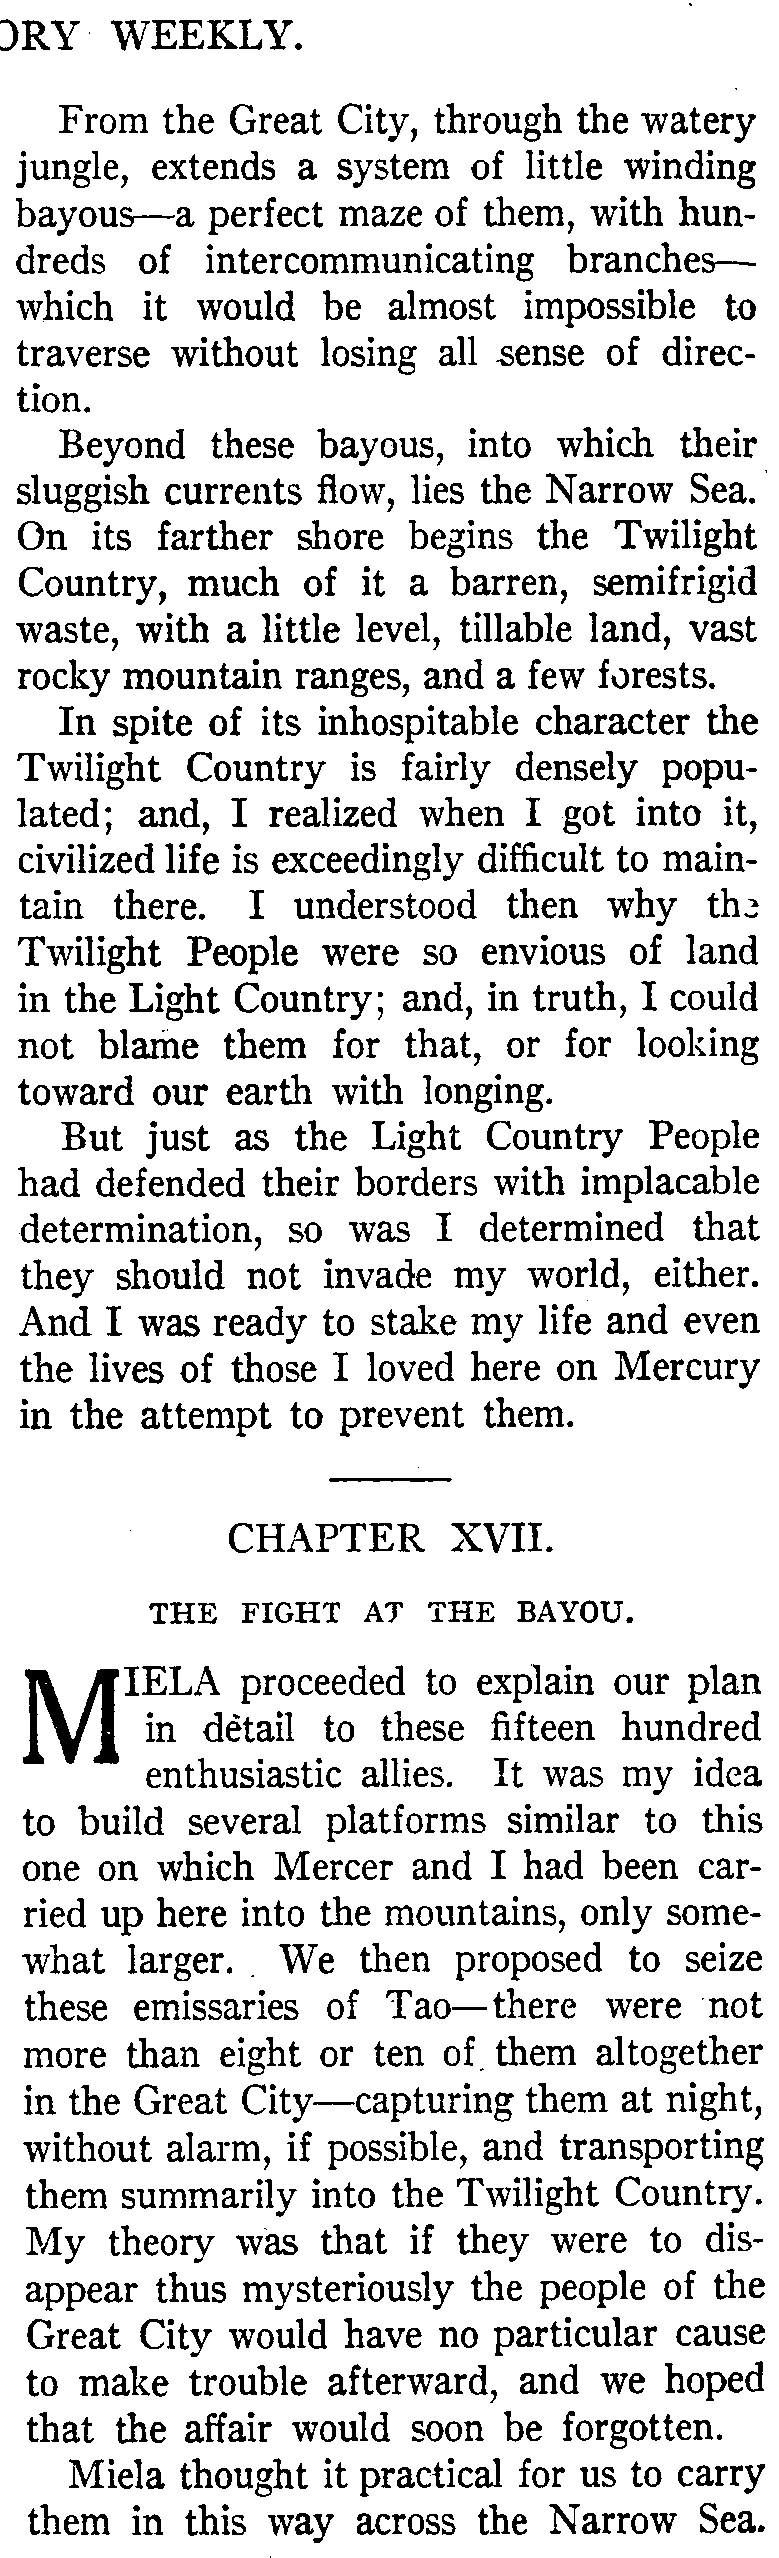 ORY WEEKLY.
From the Great City, through the watery
jungle, extends a system of little winding
bayous—a perfect maze of them, with hun-
dreds of intercommunicating branches—
which it would be almost impossible to
traverse without losing all sense of direc-
tion.
Beyond these bayous, into which their
sluggish currents flow, lies the Narrow Sea.
On its farther shore begins the Twilight
Country, much of it a barren, semifrigid
waste, with a little level, tillable land, vast
rocky mountain ranges, and a few forests.
In spite of its inhospitable character the
Twilight Country is fairly densely popu-
lated; and, I realized when I got into it,
civilized life is exceedingly difficult to main-
tain there. I understood then why the
Twilight People were so envious of land
in the Light Country; and, in truth, I could
not blame them for that, or for looking
toward our earth with longing.
But just as the Light Country People
had defended their borders with implacable
determination, so was I determined that
they should not invade my world, either.
And I was ready to stake my life and even
the lives of those I loved here on Mercury
in the attempt to prevent them.
CHAPTER XVII.
THE FIGHT AT THE BAYOU.
MIELA proceeded to explain our plan
in detail to these fifteen hundred
enthusiastic allies. It was my idea
to build several platforms similar to this
one on which Mercer and I had been car-
ried up here into the mountains, only some-
what larger. We then proposed to seize
these emissaries of Tao—there were not
more than eight or ten of them altogether
in the Great City—capturing them at night,
without alarm, if possible, and transporting
them summarily into the Twilight Country.
My theory was that if they were to dis-
appear thus mysteriously the people of the
Great City would have no particular cause
to make trouble afterward, and we hoped
that the affair would soon be forgotten.
Miela thought it practical for us to carry
them in this way across the Narrow Sea.